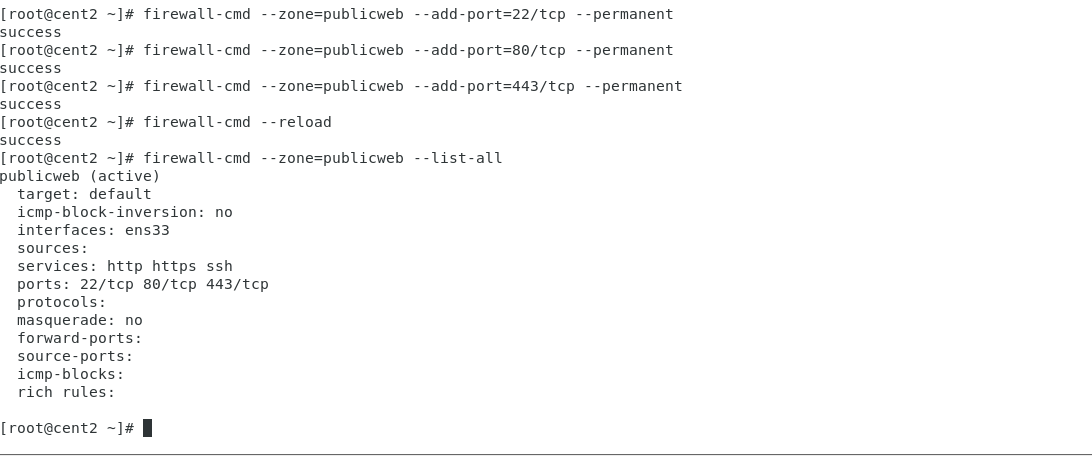 [root@cent2 ~]# firewall-cmd --zone=publicweb --add-port=22/tcp --permanent
success
[root@cent2 ~]# firewall-cmd --zone=publicweb --add-port=80/tcp --permanent
success
[root@cent2 ~]# firewall-cmd --zone=publicweb --add-port=443/tcp --permanent
success
[root@cent2 ~]# firewall-cmd --reload
success
[root@cent2 ~]# firewall-cmd --zone=publicweb --list-all
publicweb (active)
  target: default
  icmp-block-inversion: no
  interfaces: ens33
  sources:
  services: http https ssh
  ports: 22/tcp 80/tcp 443/tcp
  protocols:
  masquerade: no
  forward-ports:
  source-ports:
  icmp-blocks:
  rich rules:

[root@cent2 ~]#